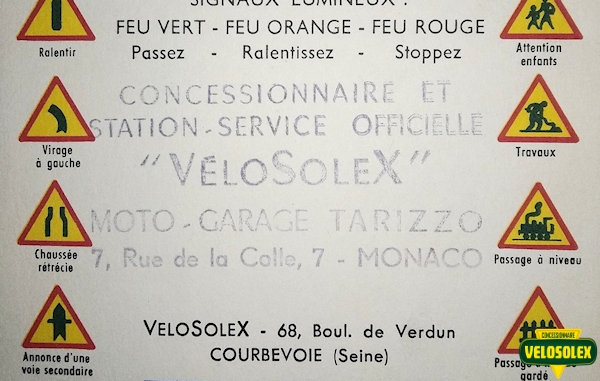 SIGNAUX LUMINEUX :
FEU VERT - FEU ORANGE - FEU ROUGE
Passez - Ralentissez - Stoppez
Ralentir
Attention
enfants
CONCESSIONNAIRE ET
STATION-SERVICE OFFICIELLE
"VÉLOSOLEX"
MOTO-GARAGE TARIZZO
7, Rue de la Colle, 7 - MONACO
Virage
à gauche
Travaux
Chaussée
rétrécie
Passage à niveau
VELOSOLEX - 68, Boul. de Verdun
COURBEVOIE (Seine)
Annonce d'une
voie secondaire
Passage
gardé
CONCESSIONNAIRE
VELOSOLEX